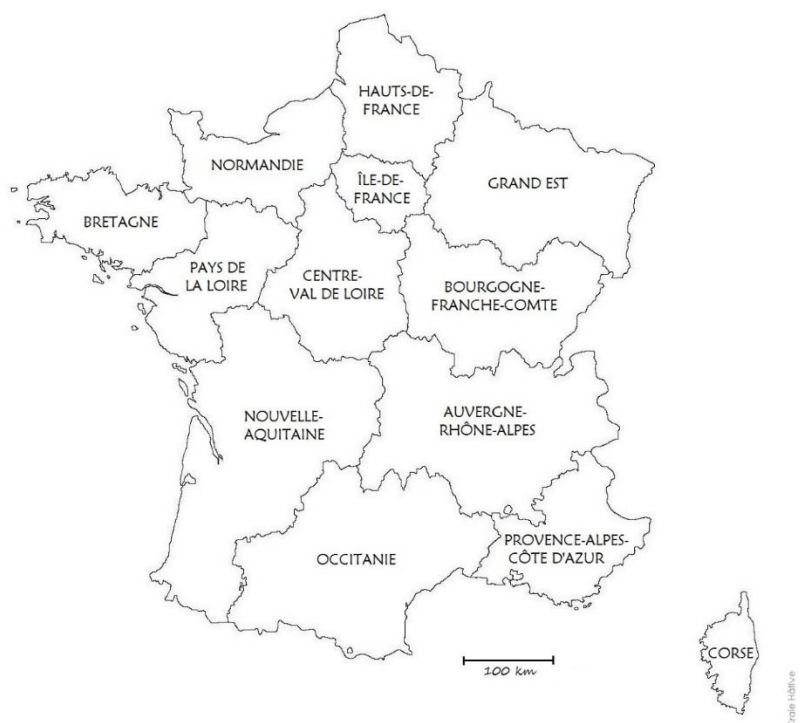 HAUTS-DE-
FRANCE
NORMANDIE
ÎLE-DE-
FRANCE
GRAND EST
BRETAGNE
PAYS DE
LA LOIRE
CENTRE-
VAL DE LOIRE
BOURGOGNE-
FRANCHE-COMTE
NOUVELLE-
AQUITAINE
AUVERGNE-
RHÔNE-ALPES
OCCITANIE
PROVENCE-ALPES-
CÔTE D'AZUR
CORSE
100 km